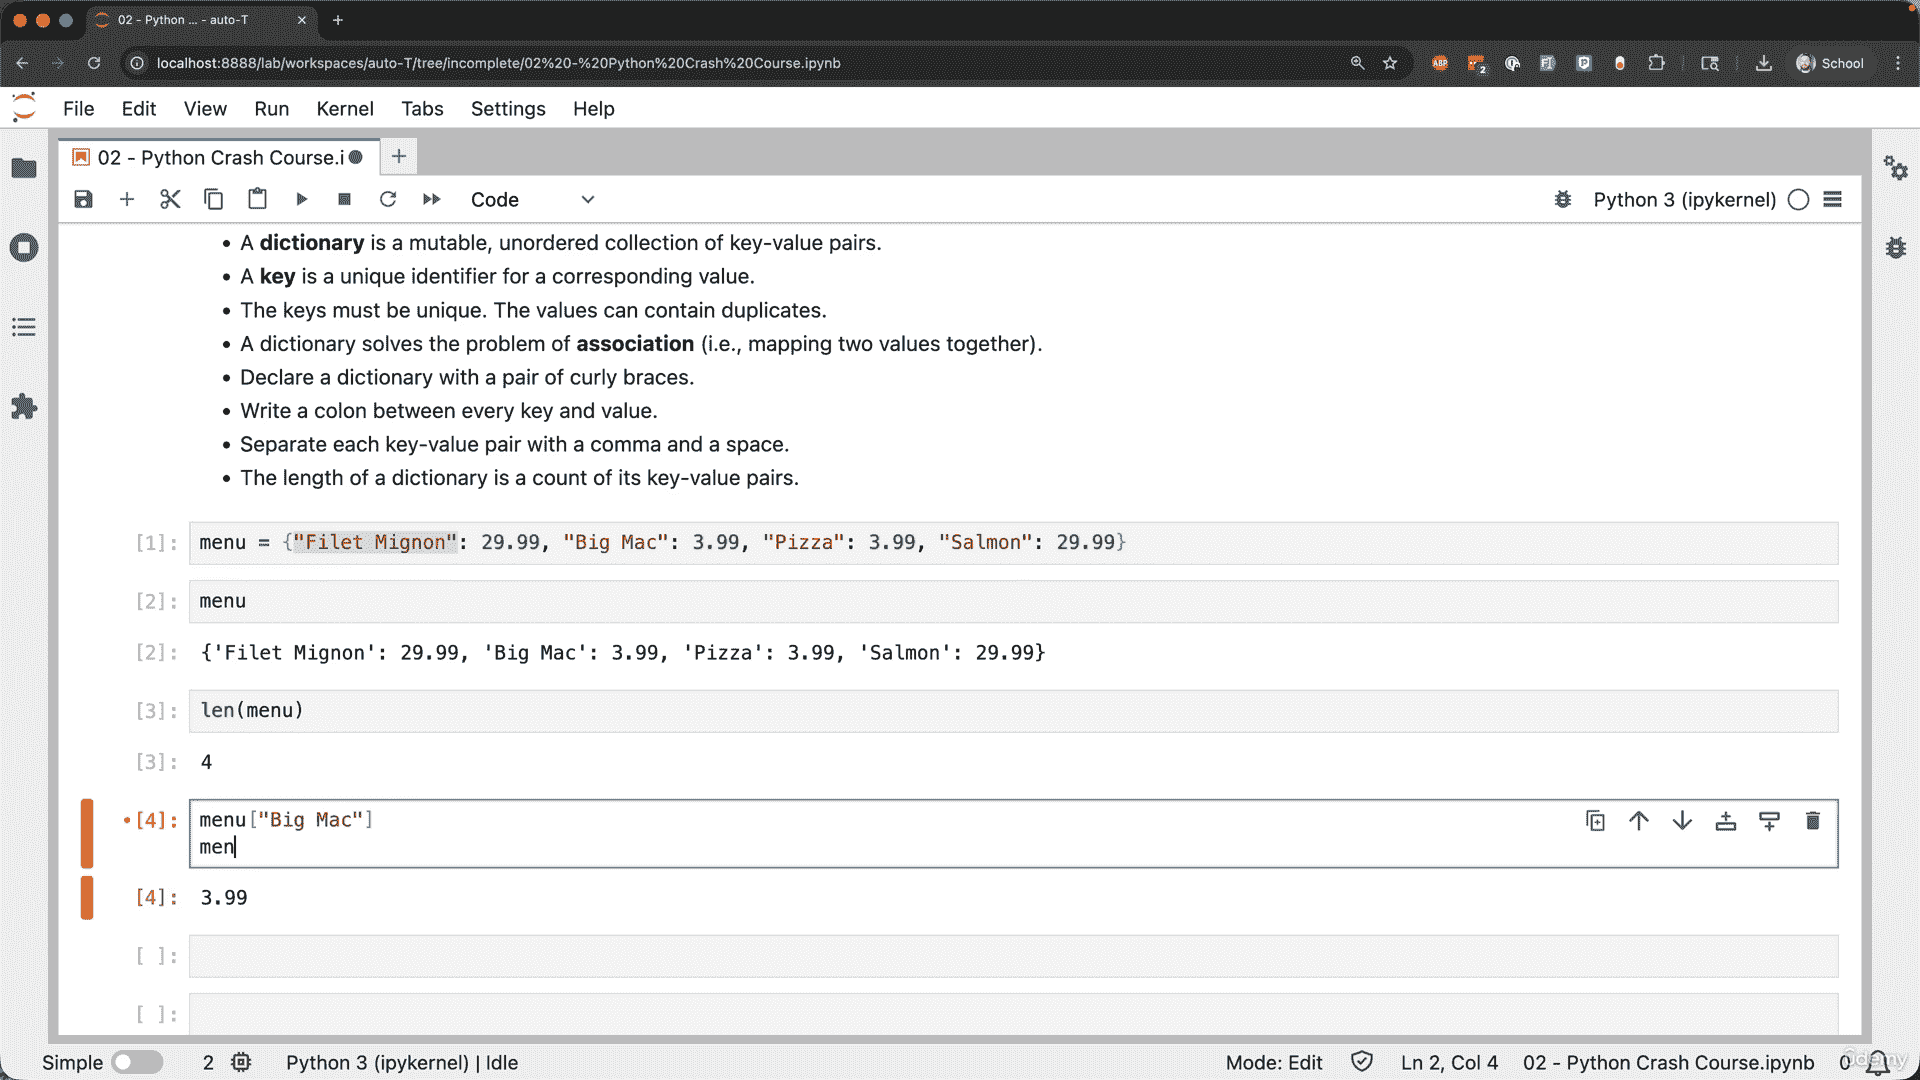 02 - Python ... - auto-T
localhost:8888/lab/workspaces/auto-T/tree/incomplete/02%20-%20Python%20Crash%20Course.ipynb
ABP
2
School
File Edit View Run Kernel Tabs Settings Help
02 - Python Crash Course.i
Code
Python 3 (ipykernel)
• A dictionary is a mutable, unordered collection of key-value pairs.
• A key is a unique identifier for a corresponding value.
• The keys must be unique. The values can contain duplicates.
• A dictionary solves the problem of association (i.e., mapping two values together).
• Declare a dictionary with a pair of curly braces.
• Write a colon between every key and value.
• Separate each key-value pair with a comma and a space.
• The length of a dictionary is a count of its key-value pairs.
[1]: menu = {"Filet Mignon": 29.99, "Big Mac": 3.99, "Pizza": 3.99, "Salmon": 29.99}
[2]: menu
[2]: {'Filet Mignon': 29.99, 'Big Mac': 3.99, 'Pizza': 3.99, 'Salmon': 29.99}
[3]: len(menu)
[3]: 4
[4]: menu["Big Mac"]
men
[4]: 3.99
[ ]:
[ ]:
Simple 2 Python 3 (ipykernel) | Idle Mode: Edit Ln 2, Col 4 02 - Python Crash Course.ipynb 0
udemy